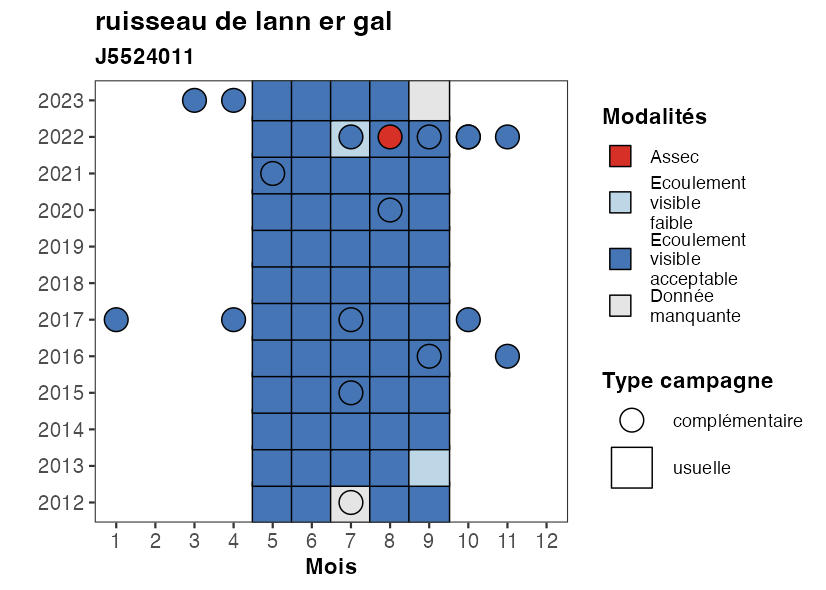 ruisseau de lann er gal
J5524011
2023
2022
2021
2020
2019
2018
2017
2016
2015
2014
2013
2012
1 2 3 4 5 6 7 8 9 10 11 12
Mois
Modalités
Assec
Ecoulement
visible
faible
Ecoulement
visible
acceptable
Donnée
manquante
Type campagne
complémentaire
usuelle